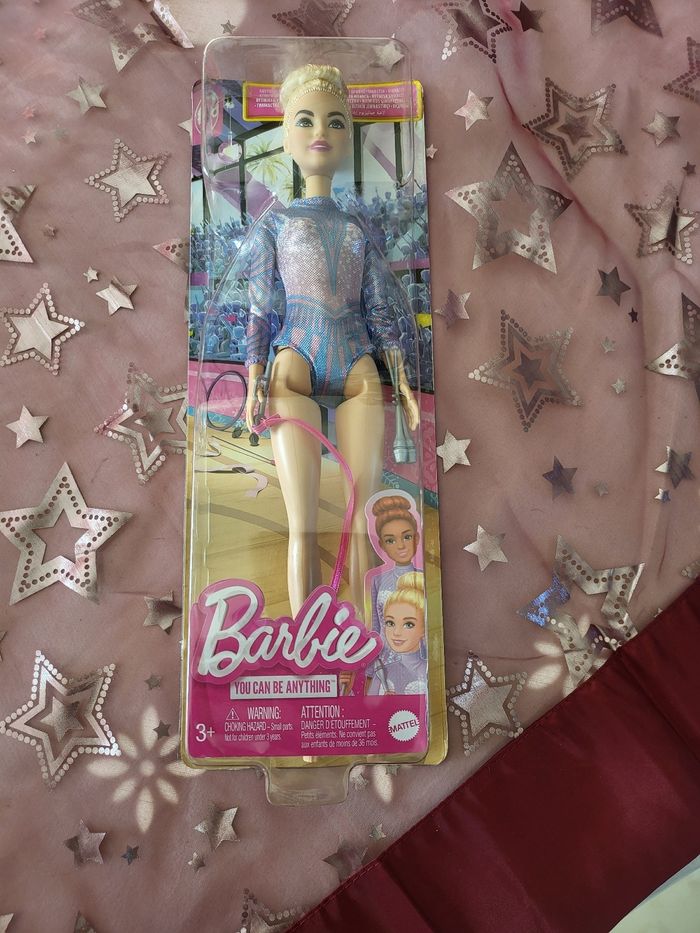 Barbie
YOU CAN BE ANYTHING™
3+
WARNING:
CHOKING HAZARD – Small parts.
Not for children under 3 years.
ATTENTION :
DANGER D'ÉTOUFFEMENT –
Petits éléments. Ne convient pas
aux enfants de moins de 36 mois.
MATTEL